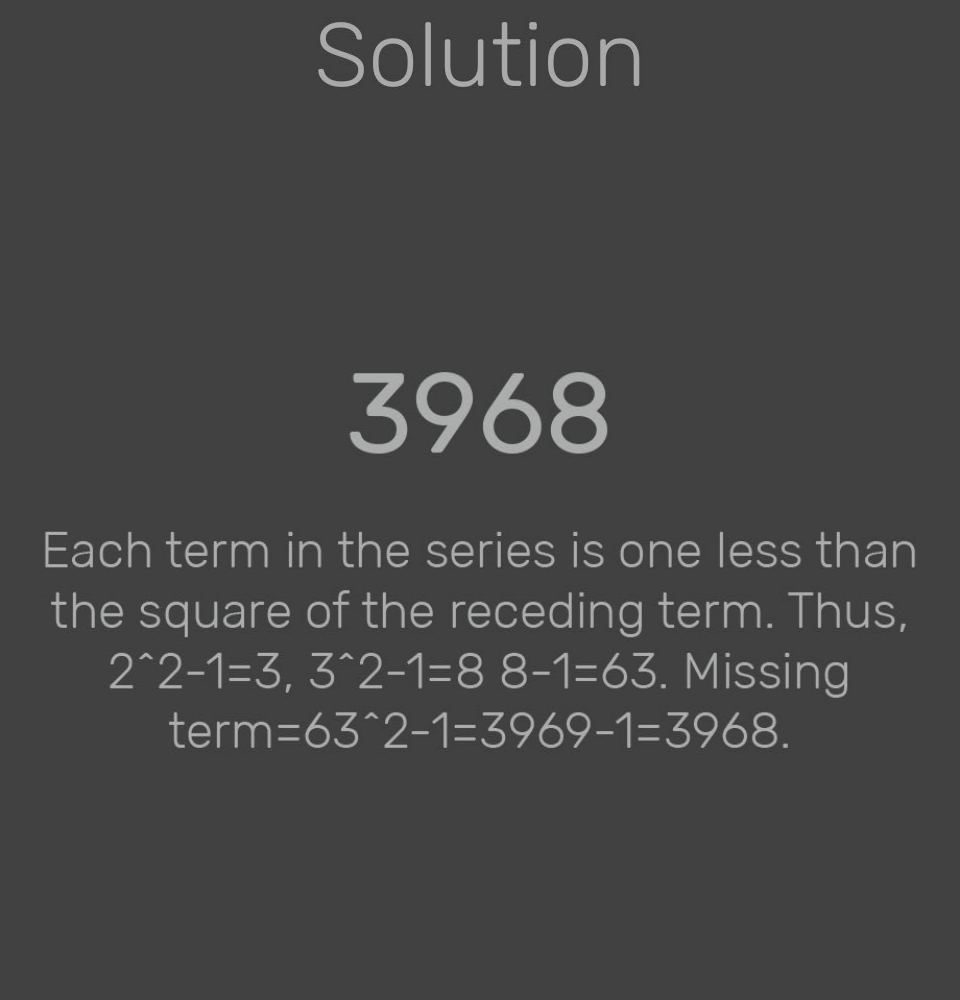 Solution
3968
Each term in the series is one less than
the square of the receding term. Thus,
2^2-1=3, 3^2-1=8 8-1=63. Missing
term=63^2-1=3969-1=3968.